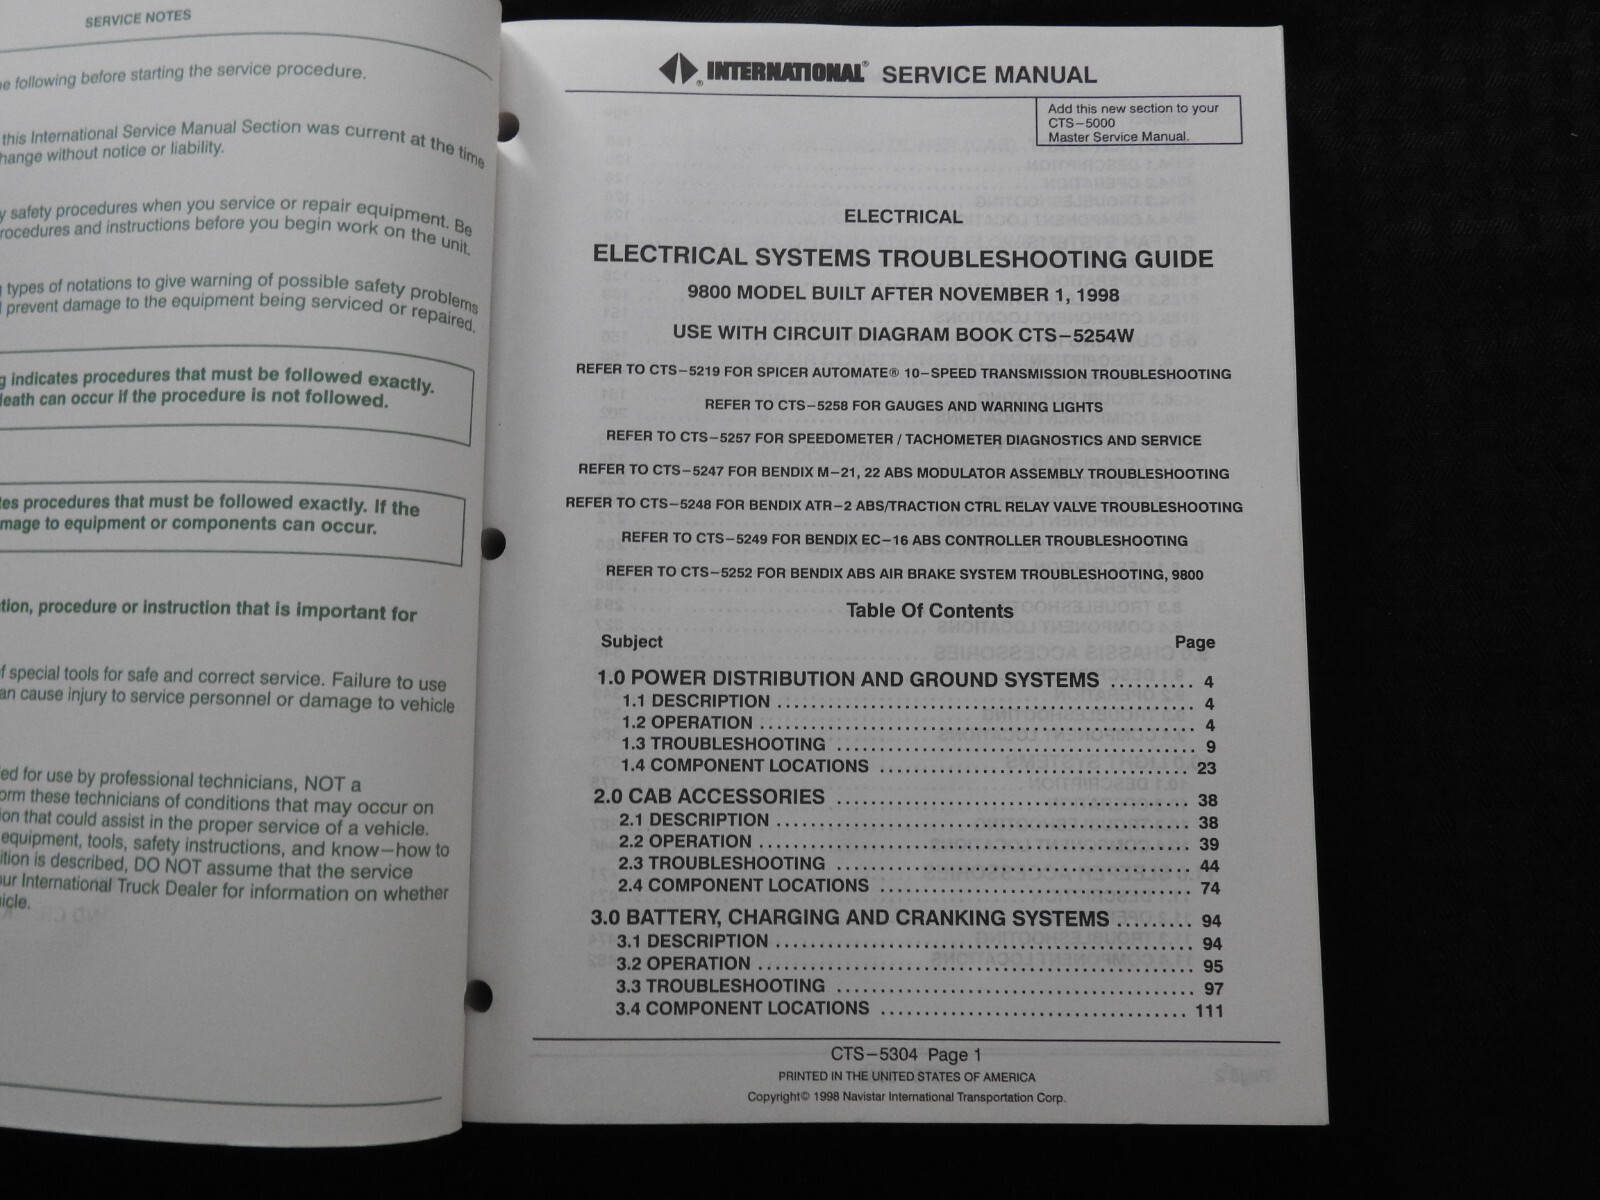 SERVICE NOTES
following before starting the service procedure.
this International Service Manual Section was current at the time
change without notice or liability.
safety procedures when you service or repair equipment. Be
procedures and instructions before you begin work on the unit.
types of notations to give warning of possible safety problems
prevent damage to the equipment being serviced or repaired.
indicates procedures that must be followed exactly.
death can occur if the procedure is not followed.
procedures that must be followed exactly. If the
damage to equipment or components can occur.
procedure or instruction that is important for
special tools for safe and correct service. Failure to use
can cause injury to service personnel or damage to vehicle
for use by professional technicians, NOT a
these technicians of conditions that may occur on
that could assist in the proper service of a vehicle.
equipment, tools, safety instructions, and know-how to
is described, DO NOT assume that the service
International Truck Dealer for information on whether
INTERNATIONAL® SERVICE MANUAL
Add this new section to your
CTS-5000
Master Service Manual.
ELECTRICAL
ELECTRICAL SYSTEMS TROUBLESHOOTING GUIDE
9800 MODEL BUILT AFTER NOVEMBER 1, 1998
USE WITH CIRCUIT DIAGRAM BOOK CTS-5254W
REFER TO CTS-5219 FOR SPICER AUTOMATE® 10-SPEED TRANSMISSION TROUBLESHOOTING
REFER TO CTS-5258 FOR GAUGES AND WARNING LIGHTS
REFER TO CTS-5257 FOR SPEEDOMETER / TACHOMETER DIAGNOSTICS AND SERVICE
REFER TO CTS-5247 FOR BENDIX M-21, 22 ABS MODULATOR ASSEMBLY TROUBLESHOOTING
REFER TO CTS-5248 FOR BENDIX ATR-2 ABS/TRACTION CTRL RELAY VALVE TROUBLESHOOTING
REFER TO CTS-5249 FOR BENDIX EC-16 ABS CONTROLLER TROUBLESHOOTING
REFER TO CTS-5252 FOR BENDIX ABS AIR BRAKE SYSTEM TROUBLESHOOTING, 9800
Table Of Contents
Subject Page
1.0 POWER DISTRIBUTION AND GROUND SYSTEMS .......... 4
1.1 DESCRIPTION .......... 4
1.2 OPERATION .......... 4
1.3 TROUBLESHOOTING .......... 9
1.4 COMPONENT LOCATIONS .......... 23
2.0 CAB ACCESSORIES .......... 38
2.1 DESCRIPTION .......... 38
2.2 OPERATION .......... 39
2.3 TROUBLESHOOTING .......... 44
2.4 COMPONENT LOCATIONS .......... 74
3.0 BATTERY, CHARGING AND CRANKING SYSTEMS ......... 94
3.1 DESCRIPTION .......... 94
3.2 OPERATION .......... 95
3.3 TROUBLESHOOTING .......... 97
3.4 COMPONENT LOCATIONS .......... 111
CTS-5304 Page 1
PRINTED IN THE UNITED STATES OF AMERICA
Copyright© 1998 Navistar International Transportation Corp.